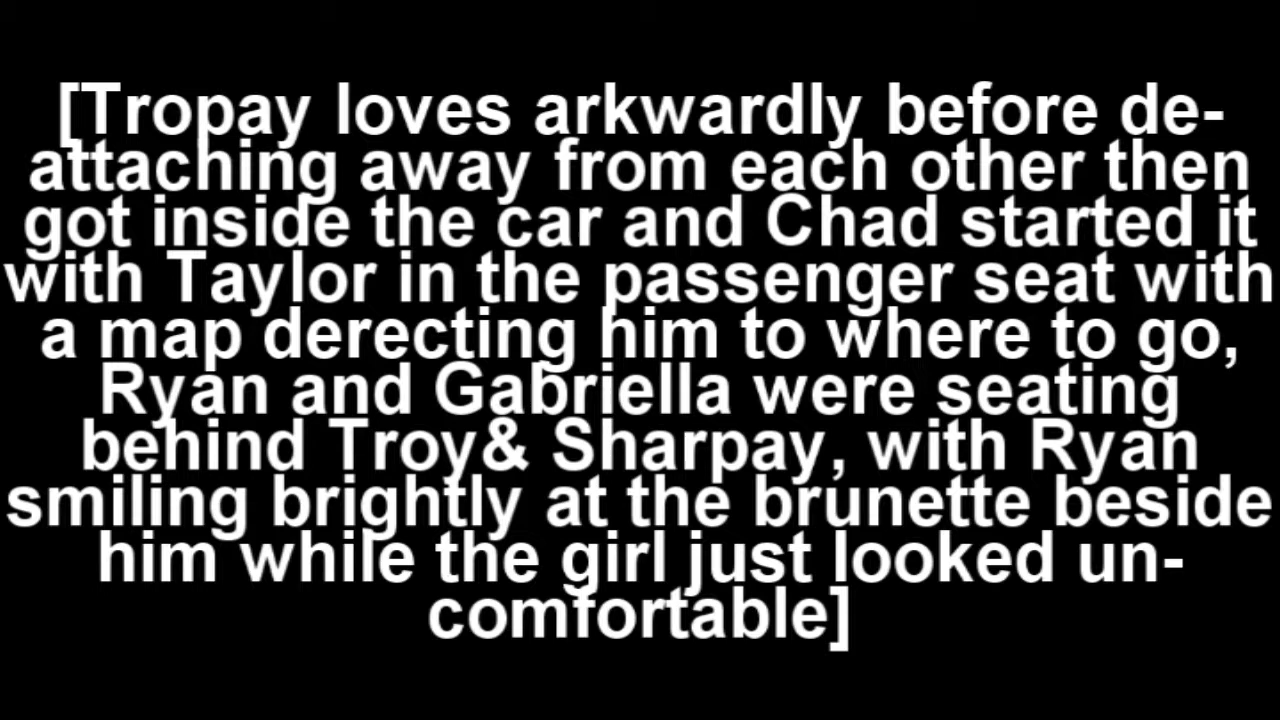 [Tropay loves arkwardly before de-
attaching away from each other then
got inside the car and Chad started it
with Taylor in the passenger seat with
a map derecting him to where to go,
Ryan and Gabriella were seating
behind Troy& Sharpay, with Ryan
smiling brightly at the brunette beside
him while the girl just looked un-
comfortable]